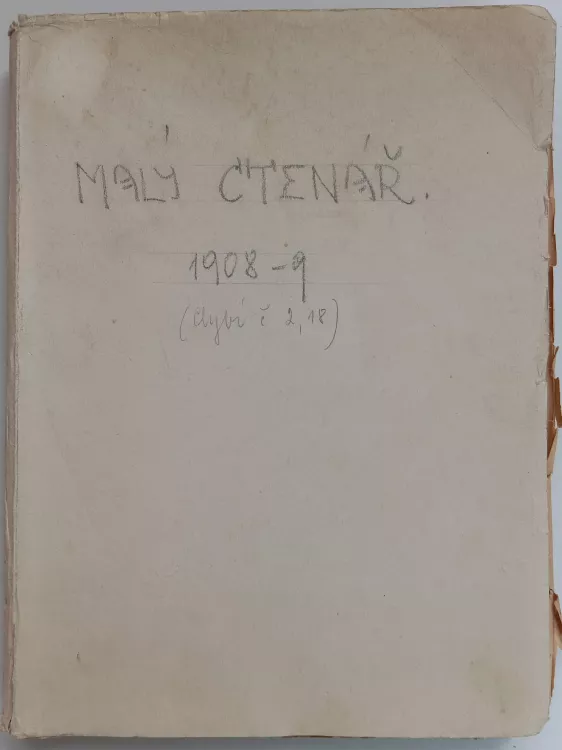 MALÝ ČTENÁŘ.
1908-9
(chybí č 2,18)